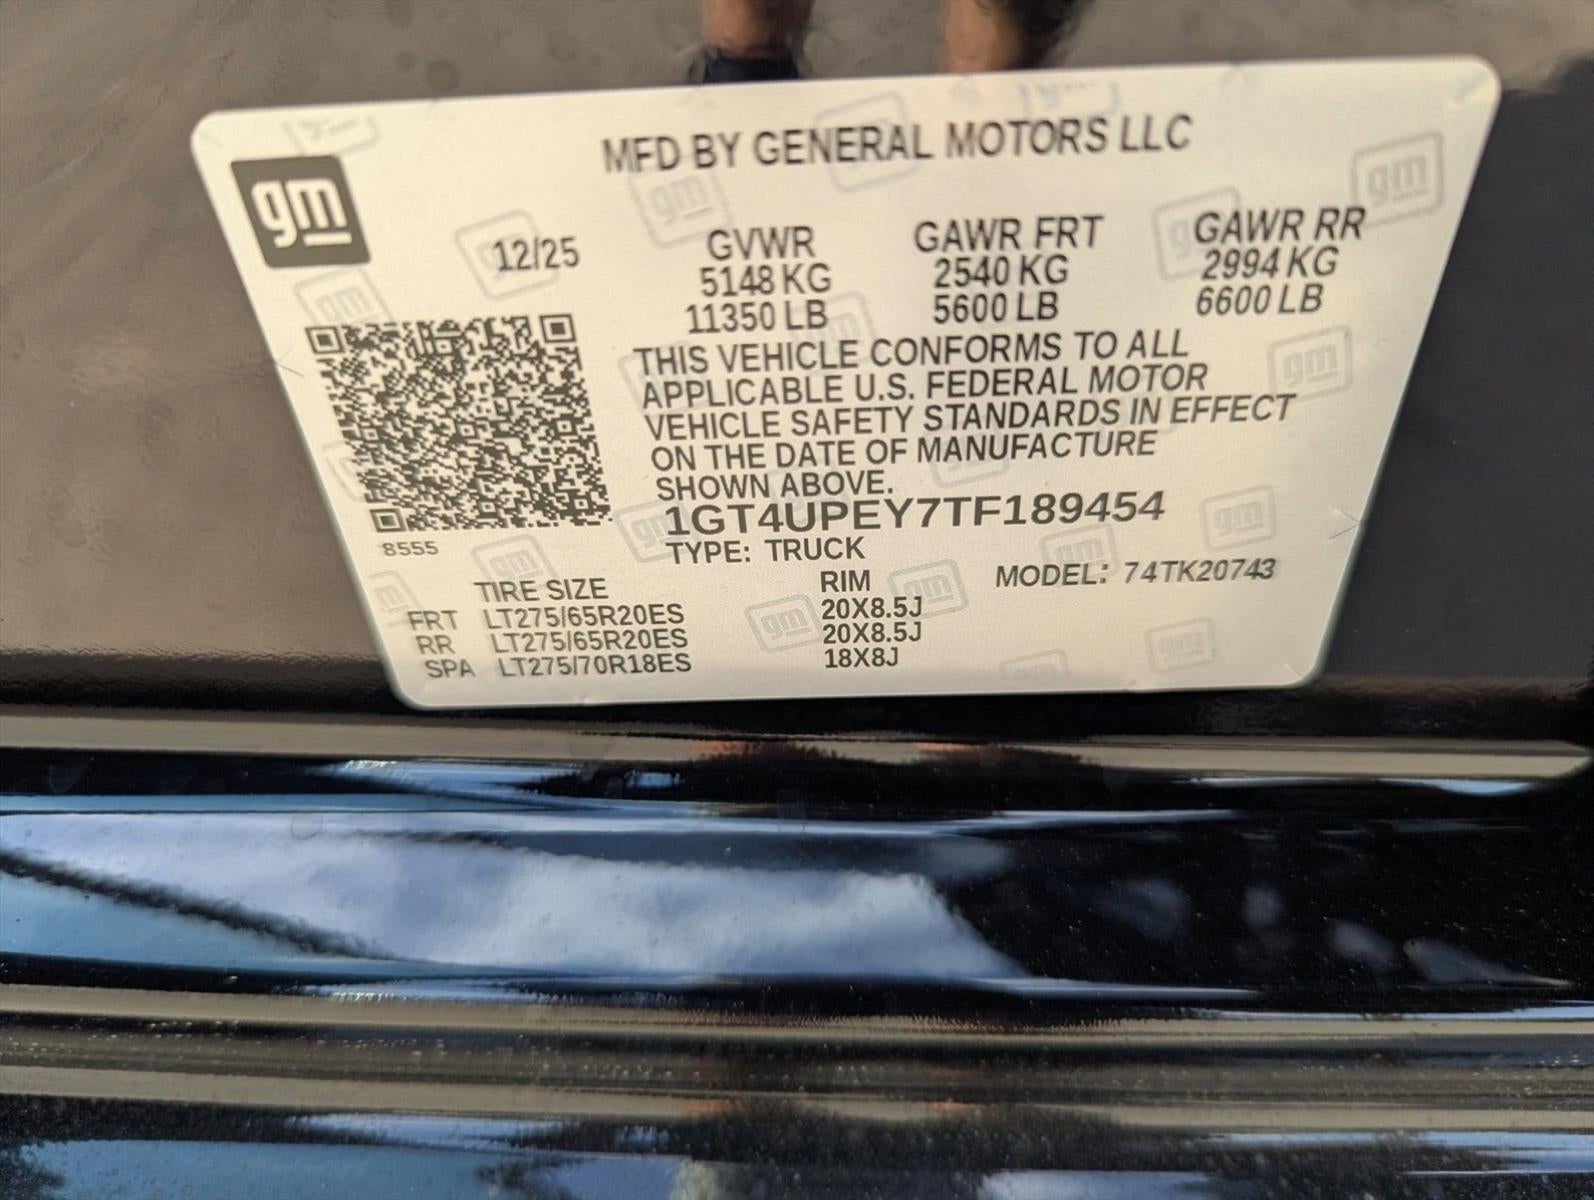 MFD BY GENERAL MOTORS LLC
gm
12/25 GVWR GAWR FRT GAWR RR
5148 KG 2540 KG 2994 KG
11350 LB 5600 LB 6600 LB
THIS VEHICLE CONFORMS TO ALL
APPLICABLE U.S. FEDERAL MOTOR
VEHICLE SAFETY STANDARDS IN EFFECT
ON THE DATE OF MANUFACTURE
SHOWN ABOVE.
1GT4UPEY7TF189454
8555
TYPE: TRUCK
TIRE SIZE RIM MODEL: 74TK20743
FRT LT275/65R20ES 20X8.5J
RR LT275/65R20ES 20X8.5J
SPA LT275/70R18ES 18X8J